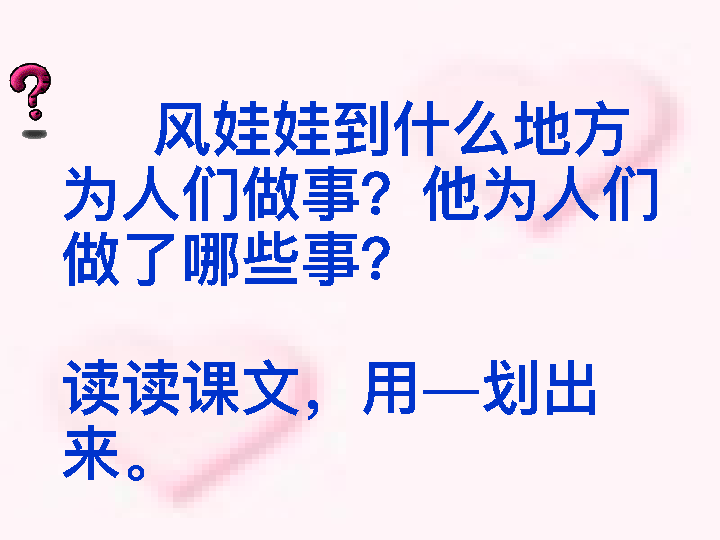 风娃娃到什么地方
为人们做事？他为人们
做了哪些事？
读读课文，用—划出
来。